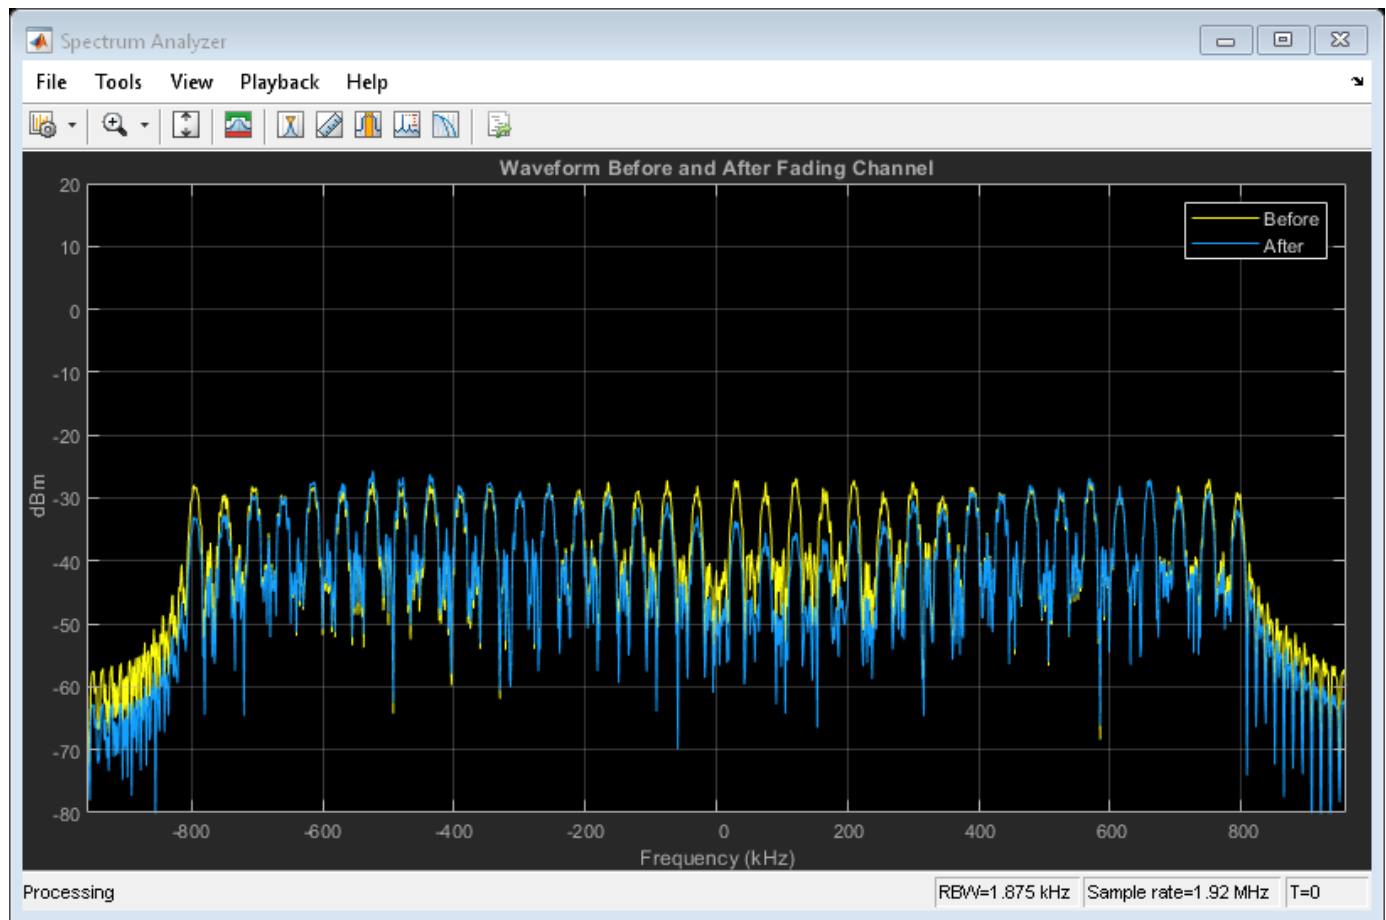 Spectrum Analyzer
File Tools View Playback Help
Waveform Before and After Fading Channel
20
10
0
-10
-20
-30
-40
-50
-60
-70
-80
dBm
Before
After
-800 -600 -400 -200 0 200 400 600 800
Frequency (kHz)
Processing RBW=1.875 kHz Sample rate=1.92 MHz T=0